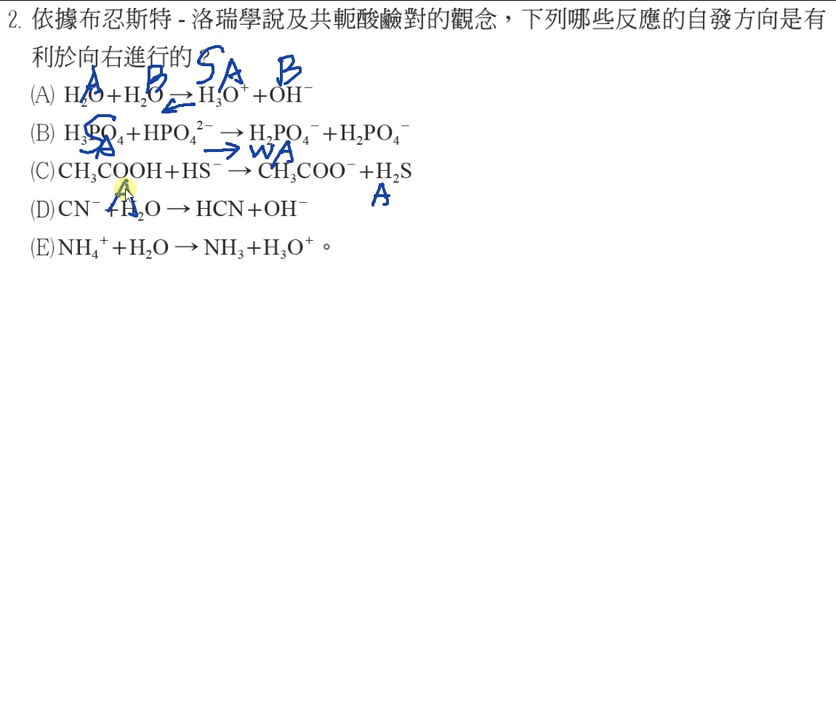 2. 依據布忍斯特 - 洛瑞學說及共軛酸鹼對的觀念，下列哪些反應的自發方向是有
利於向右進行的？
A B SA B
(A) H₂O+H₂O→H₃O⁺+OH⁻
←
(B) H₃PO₄+HPO₄²⁻→H₂PO₄⁻+H₂PO₄⁻
SA → WA
(C)CH₃COOH+HS⁻→CH₃COO⁻+H₂S
A A
(D)CN⁻+H₂O→HCN+OH⁻
(E)NH₄⁺+H₂O→NH₃+H₃O⁺。